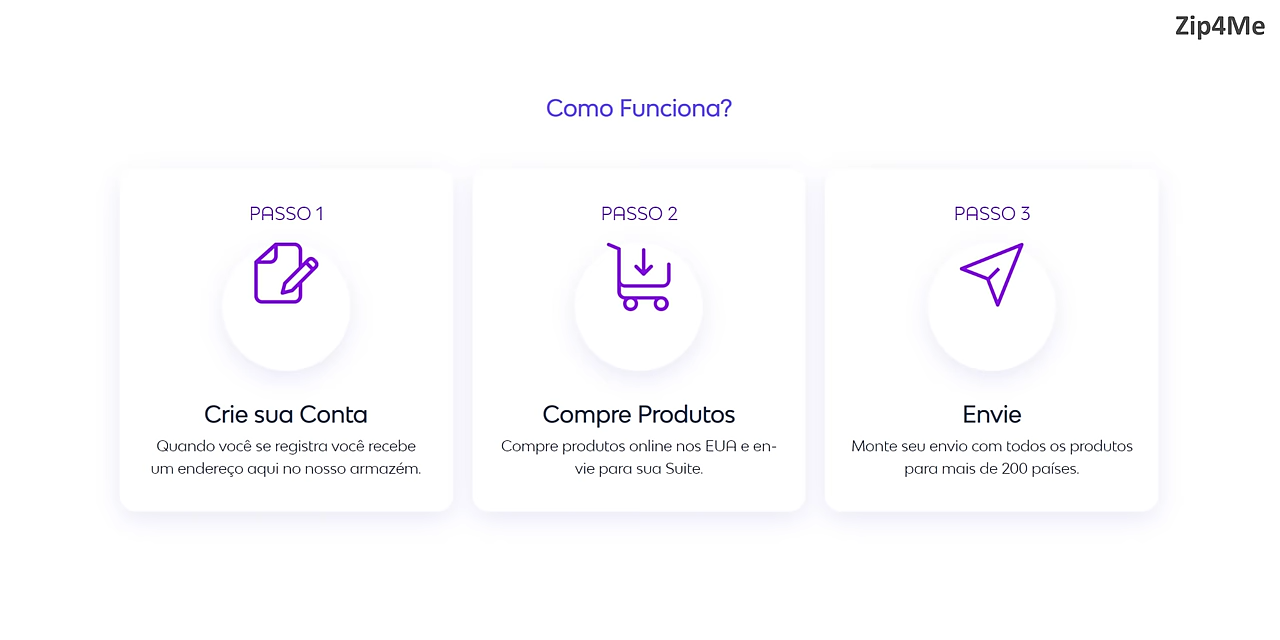 Zip4Me
Como Funciona?
PASSO 1
Crie sua Conta
Quando você se registra você recebe
um endereço aqui no nosso armazém.
PASSO 2
Compre Produtos
Compre produtos online nos EUA e en-
vie para sua Suite.
PASSO 3
Envie
Monte seu envio com todos os produtos
para mais de 200 países.